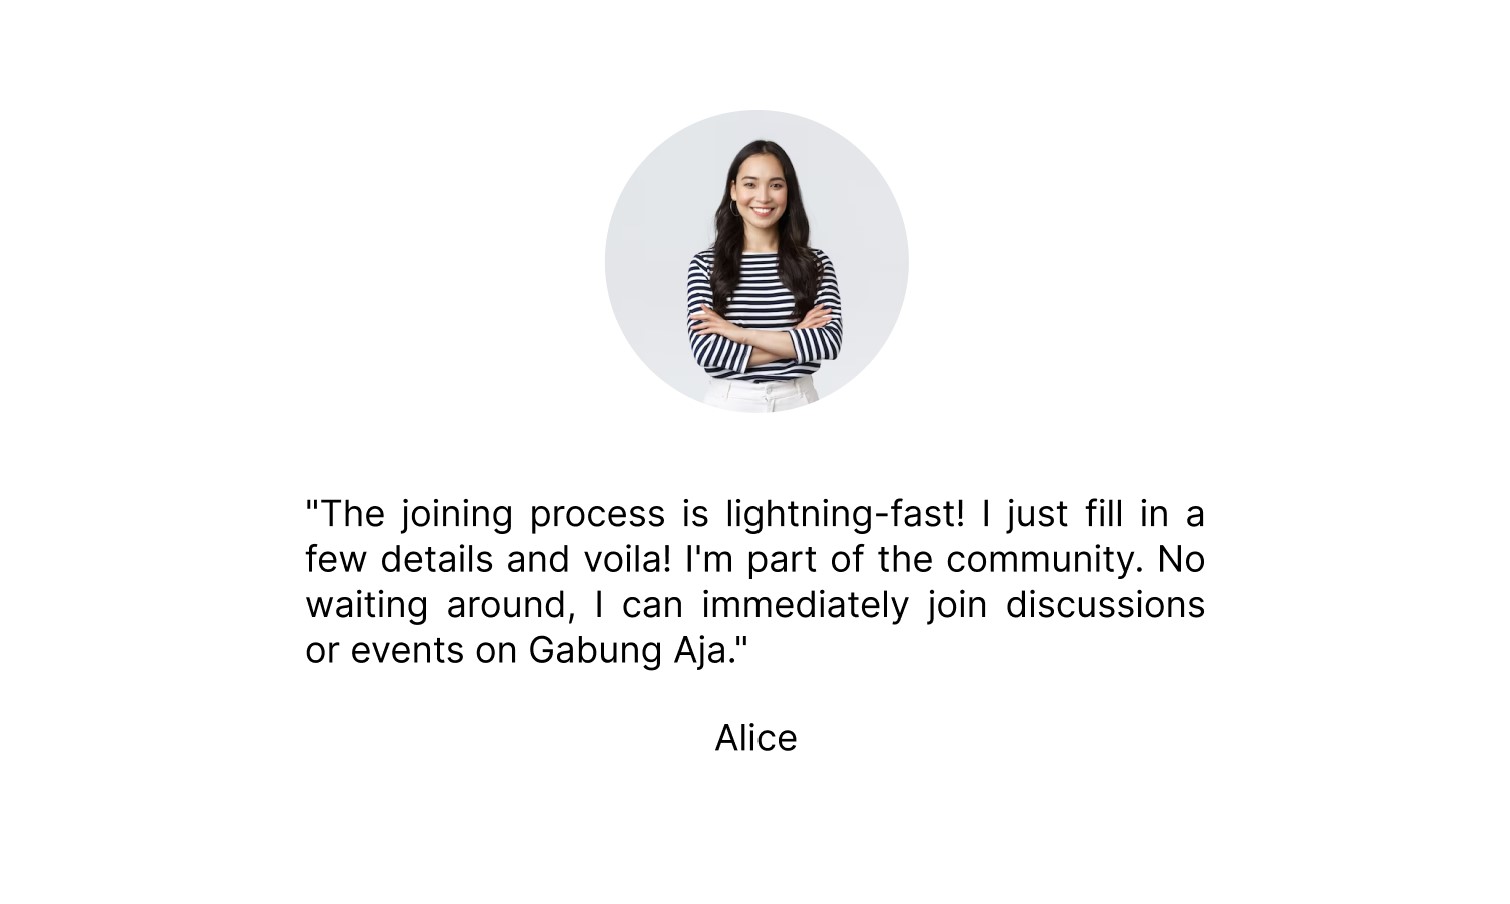 "The joining process is lightning-fast! I just fill in a
few details and voila! I'm part of the community. No
waiting around, I can immediately join discussions
or events on Gabung Aja."
Alice